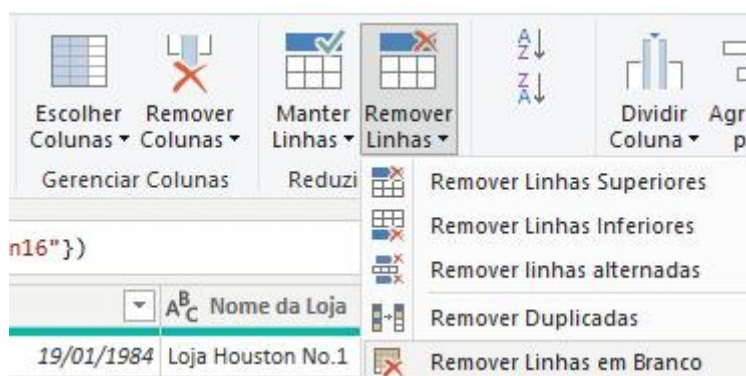 Escolher Colunas
Remover Colunas
Manter Linhas
Remover Linhas
A
Z
Z
A
Dividir Coluna
Agr
p
Gerenciar Colunas
Reduzi
Remover Linhas Superiores
Remover Linhas Inferiores
Remover linhas alternadas
Remover Duplicadas
Remover Linhas em Branco
n16"})
ABC Nome da Loja
19/01/1984 Loja Houston No.1